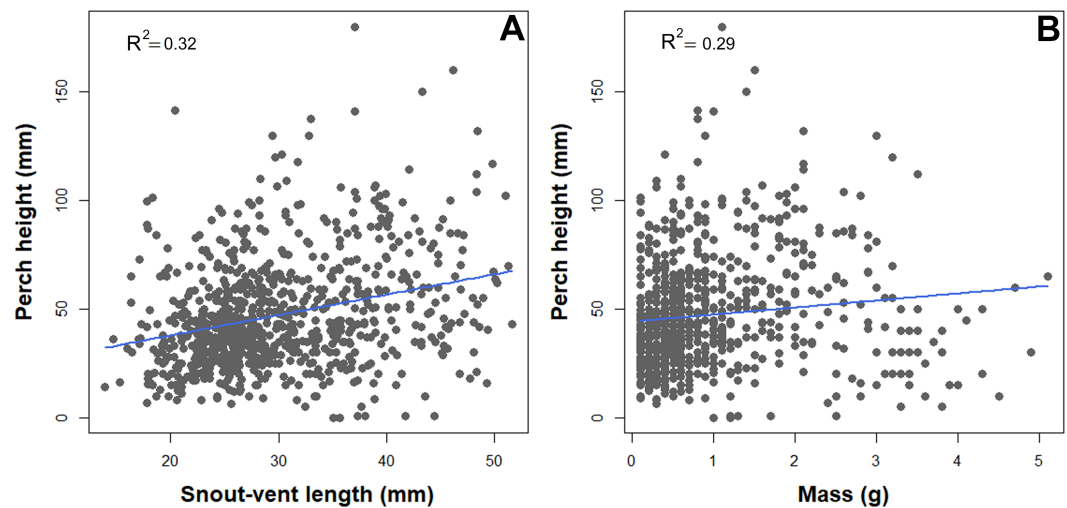 A
R²= 0.32
Perch height (mm)
0
50
100
150
20
30
40
50
Snout-vent length (mm)
B
R²= 0.29
Perch height (mm)
0
50
100
150
0
1
2
3
4
5
Mass (g)